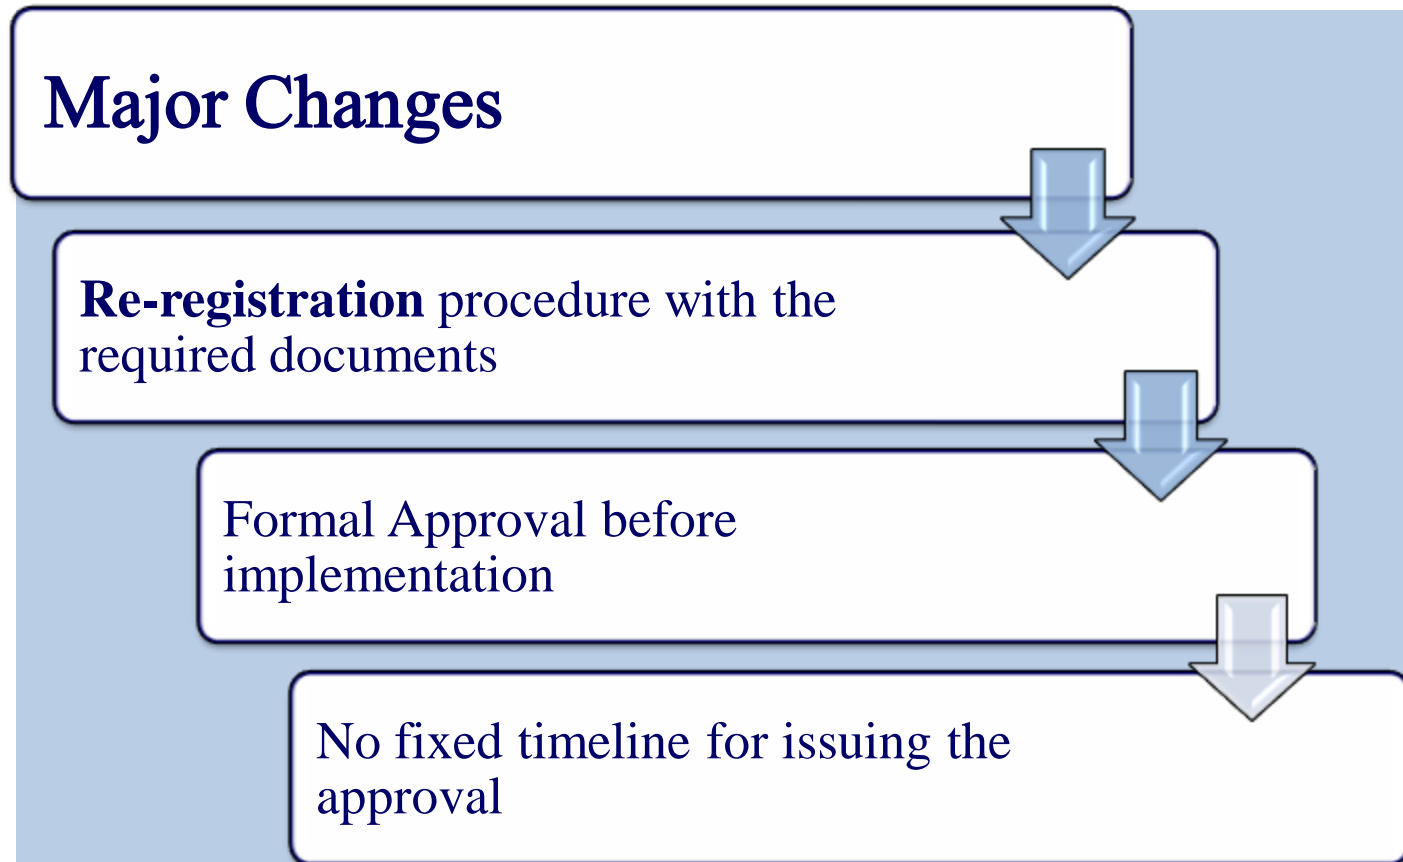 Major Changes
Re-registration procedure with the
required documents
Formal Approval before
implementation
No fixed timeline for issuing the
approval